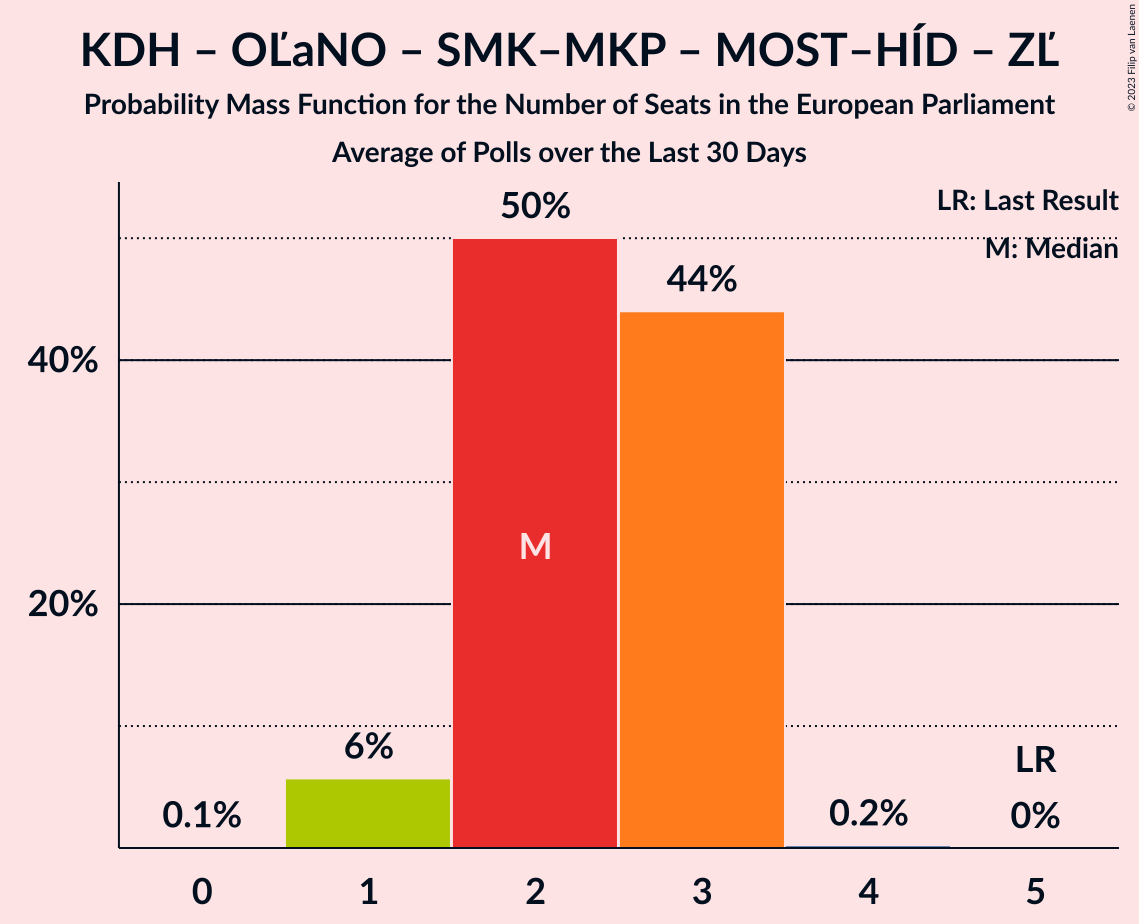 KDH – OĽaNO – SMK–MKP – MOST–HÍD – ZĽ
Probability Mass Function for the Number of Seats in the European Parliament
Average of Polls over the Last 30 Days
© 2023 Filip van Laenen
LR: Last Result
M: Median
50%
44%
40%
M
20%
6%
0.1%
0.2%
LR
0%
0 1 2 3 4 5